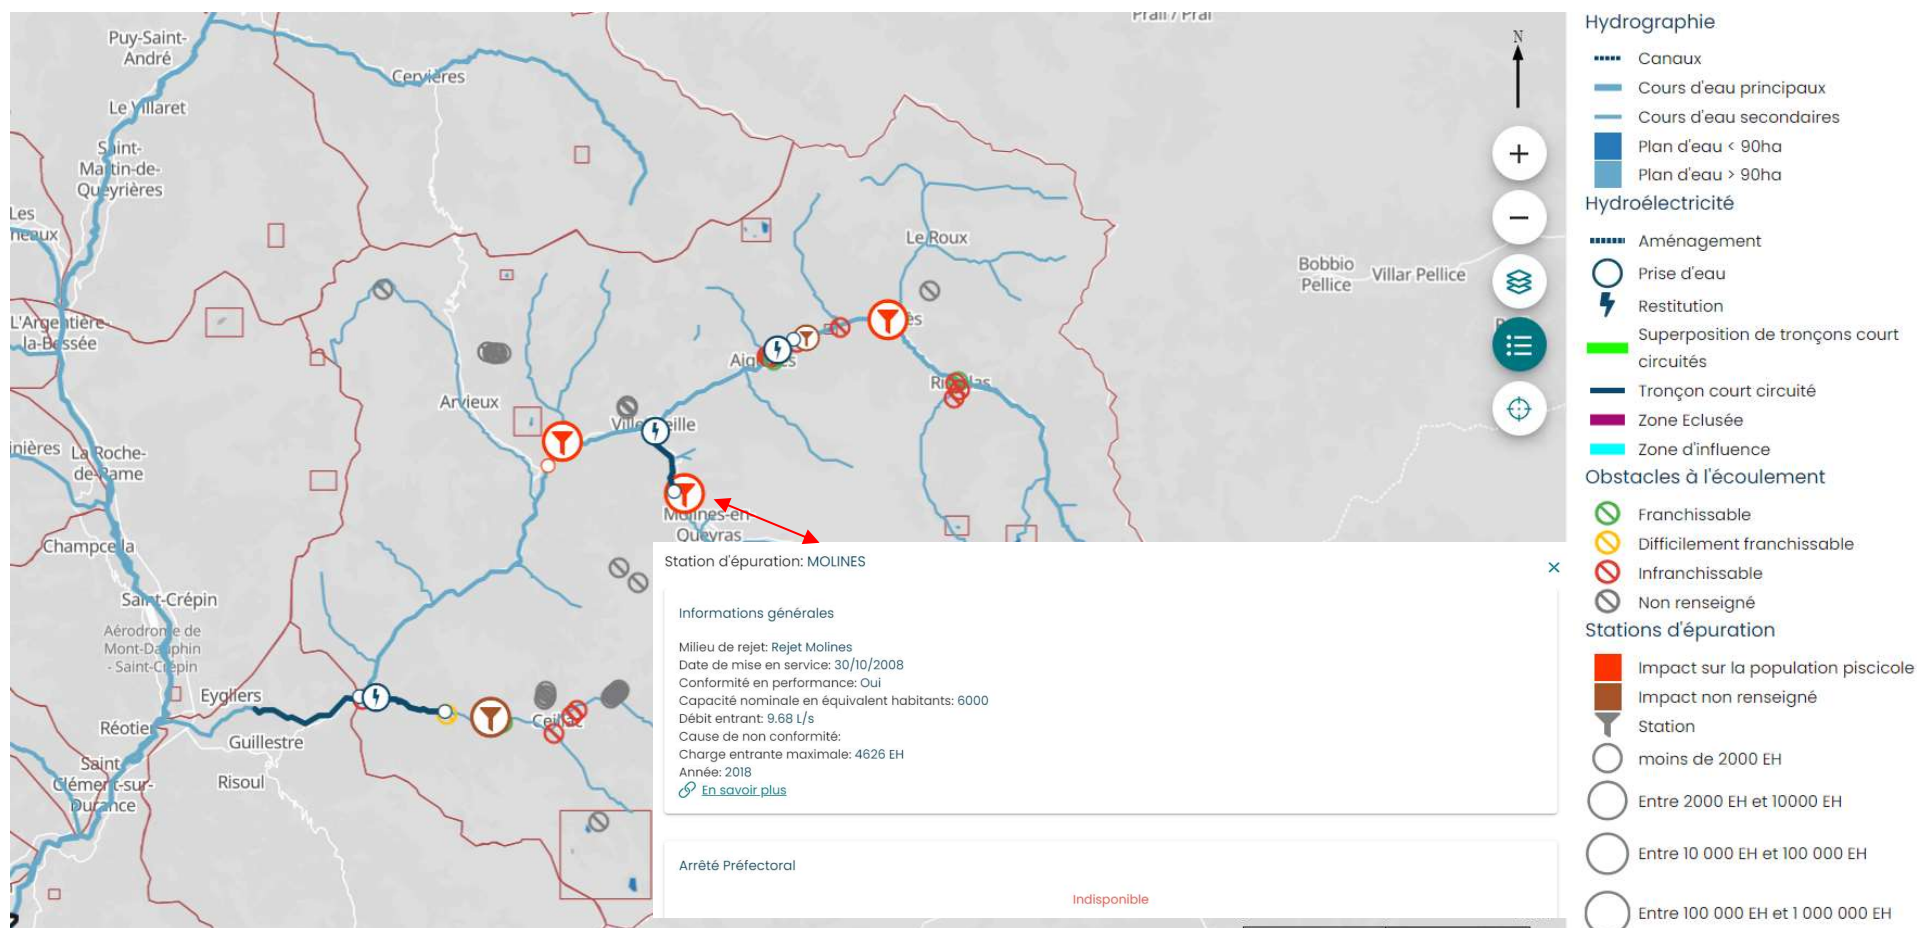 Prali / Pral
Puy-Saint-
André
Cervières
Le Villaret
Saint-
Martin-de-
Queyrières
Les
neaux
Le Roux
Bobbio
Pellice
Villar Pellice
L'Argentière-
la-Bessée
ès
Arvieux
nières
La Roche-
de-Rame
Molines-en-
Queyras
Champcella
Saint-Crépin
Aérodrome de
Mont-Dauphin
- Saint-Crépin
Eygliers
Réotier
Guillestre
Ceillac
Saint-
Clément-sur-
Durance
Risoul
N
+
−
Station d'épuration: MOLINES
×
Informations générales
Milieu de rejet: Rejet Molines
Date de mise en service: 30/10/2008
Conformité en performance: Oui
Capacité nominale en équivalent habitants: 6000
Débit entrant: 9.68 L/s
Cause de non conformité:
Charge entrante maximale: 4626 EH
Année: 2018
En savoir plus
Arrêté Préfectoral
Indisponible
Hydrographie
Canaux
Cours d'eau principaux
Cours d'eau secondaires
Plan d'eau < 90ha
Plan d'eau > 90ha
Hydroélectricité
Aménagement
Prise d'eau
Restitution
Superposition de tronçons court
circuités
Tronçon court circuité
Zone Eclusée
Zone d'influence
Obstacles à l'écoulement
Franchissable
Difficilement franchissable
Infranchissable
Non renseigné
Stations d'épuration
Impact sur la population piscicole
Impact non renseigné
Station
moins de 2000 EH
Entre 2000 EH et 10000 EH
Entre 10 000 EH et 100 000 EH
Entre 100 000 EH et 1 000 000 EH